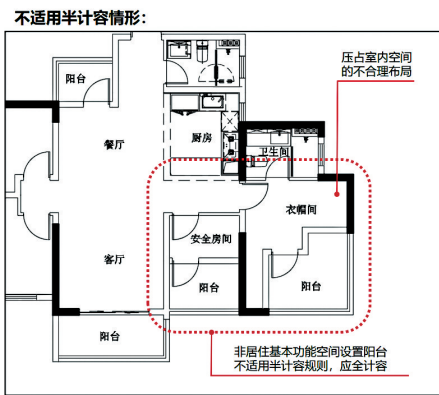 不适用半计容情形：
压占室内空间
的不合理布局
阳台
餐厅
厨房
卫生间
衣帽间
安全房间
客厅
阳台
阳台
阳台
非居住基本功能空间设置阳台
不适用半计容规则，应全计容